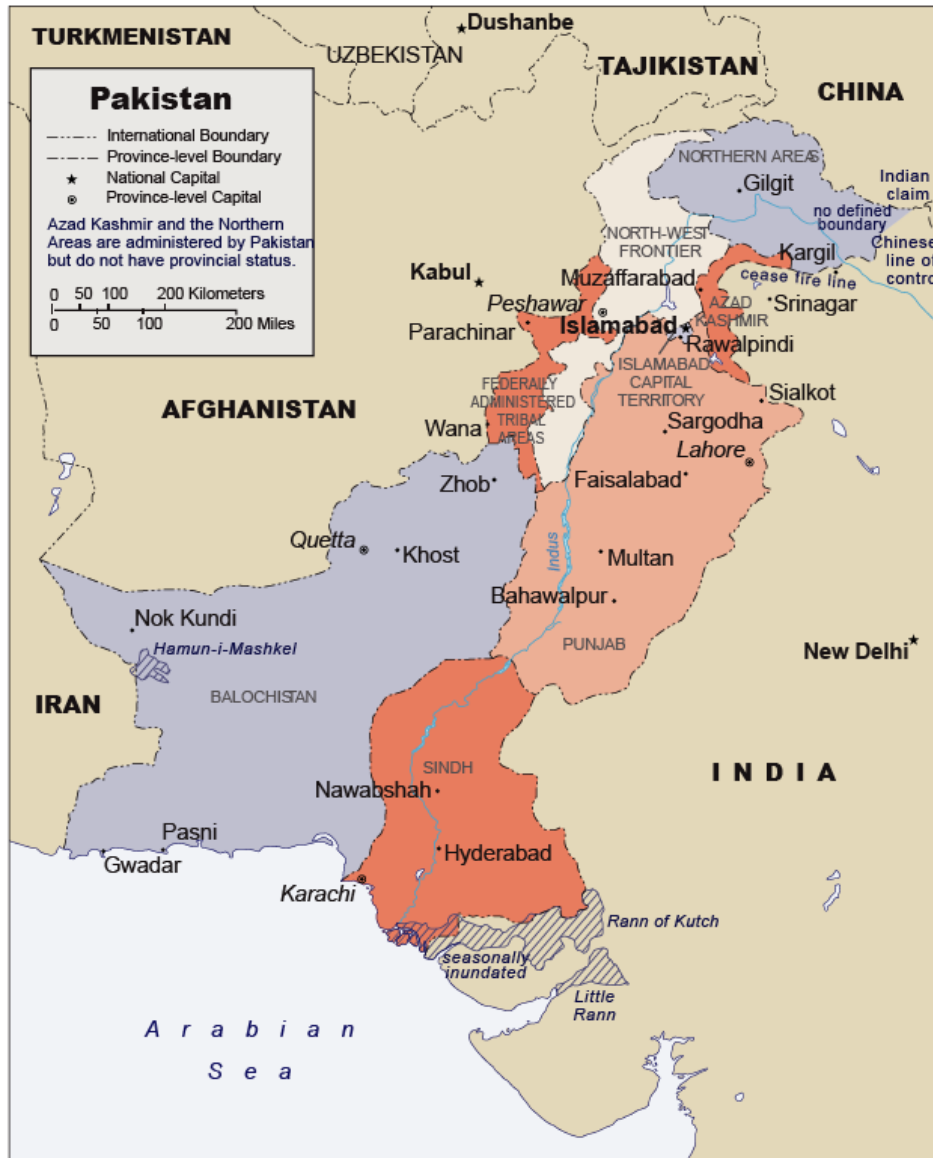 TURKMENISTAN
UZBEKISTAN
Dushanbe
TAJIKISTAN
CHINA
Pakistan
International Boundary
Province-level Boundary
National Capital
Province-level Capital
Azad Kashmir and the Northern
Areas are administered by Pakistan
but do not have provincial status.
0 50 100 200 Kilometers
0 50 100 200 Miles
NORTHERN AREAS
Gilgit
Indian
claim
no defined
boundary
Chinese
line of
control
NORTH-WEST
FRONTIER
Kargil
cease fire line
Kabul
Muzaffarabad
Peshawar
AZAD
KASHMIR
Srinagar
Parachinar
Islamabad
Rawalpindi
ISLAMABAD
CAPITAL
TERRITORY
FEDERALLY
ADMINISTERED
TRIBAL
AREAS
AFGHANISTAN
Sialkot
Wana
Sargodha
Lahore
Zhob
Faisalabad
Quetta
Khost
Indus
Multan
Bahawalpur
Nok Kundi
Hamun-i-Mashkel
PUNJAB
New Delhi
IRAN
BALOCHISTAN
SINDH
INDIA
Nawabshah
Pasni
Gwadar
Hyderabad
Karachi
Rann of Kutch
seasonally
inundated
Little
Rann
Arabian
Sea